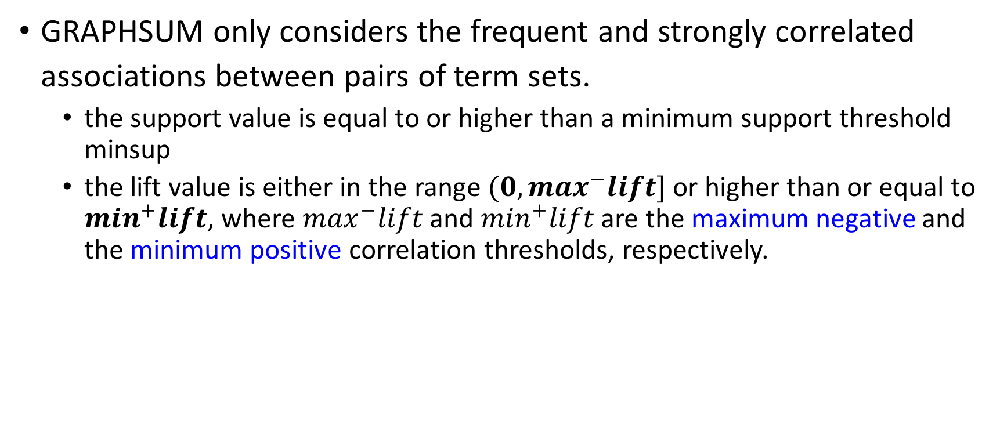 • GRAPHSUM only considers the frequent and strongly correlated
associations between pairs of term sets.
• the support value is equal to or higher than a minimum support threshold
minsup
• the lift value is either in the range (0, max⁻lift] or higher than or equal to
min⁺lift, where max⁻lift and min⁺lift are the maximum negative and
the minimum positive correlation thresholds, respectively.